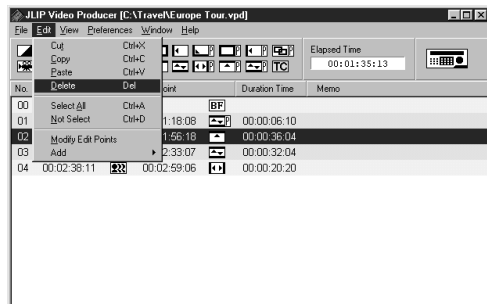 JLIP Video Producer [C:\Travel\Europe Tour.vpd]
File Edit View Preferences Window Help
Cut Ctrl+X
Copy Ctrl+C
Paste Ctrl+V
Delete Del
Select All Ctrl+A
Not Select Ctrl+D
Modify Edit Points
Add
P P P P
P P P TC
Elapsed Time
00:01:35:13
No. oint Duration Time Memo
00 BF
01 1:18:08 P 00:00:06:10
02 1:56:18 00:00:36:04
03 2:33:07 00:00:32:04
04 00:02:38:11 00:02:59:06 00:00:20:20